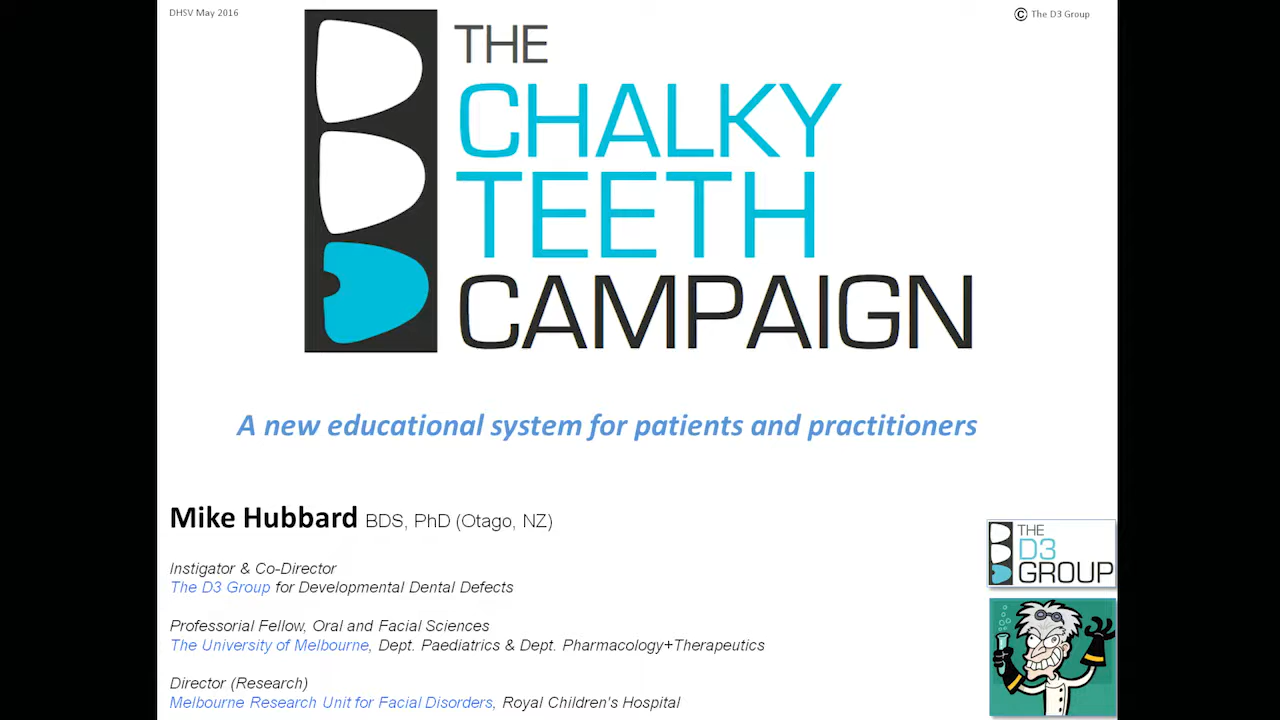 DHSV May 2016
© The D3 Group
THE
CHALKY
TEETH
CAMPAIGN
A new educational system for patients and practitioners
Mike Hubbard BDS, PhD (Otago, NZ)
Instigator & Co-Director
The D3 Group for Developmental Dental Defects
Professorial Fellow, Oral and Facial Sciences
The University of Melbourne, Dept. Paediatrics & Dept. Pharmacology+Therapeutics
Director (Research)
Melbourne Research Unit for Facial Disorders, Royal Children's Hospital
THE
D3
GROUP